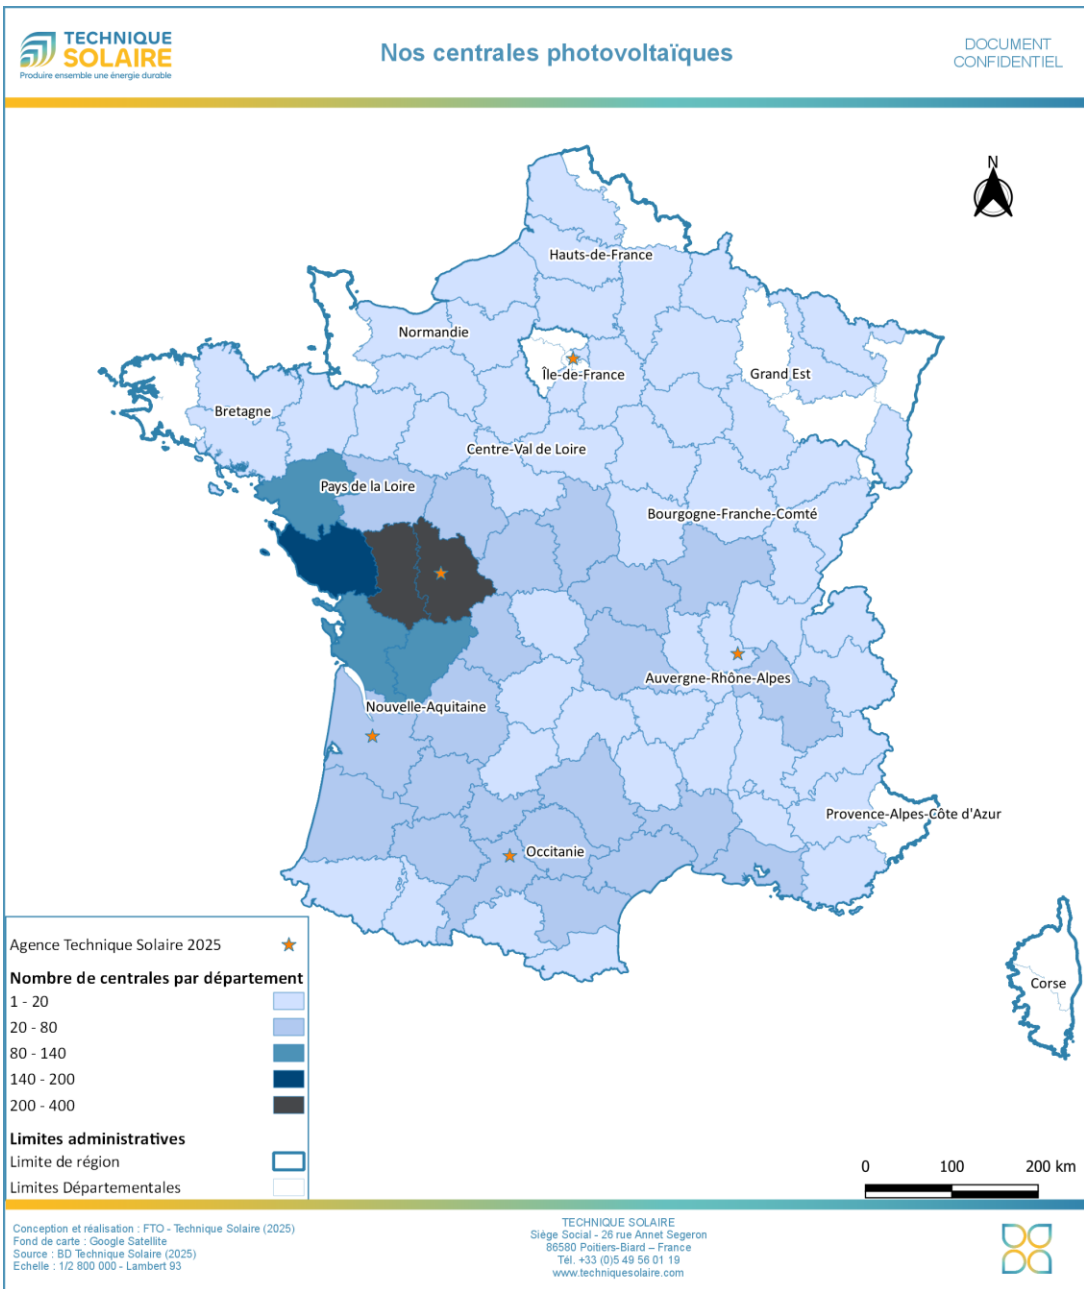 TECHNIQUE
SOLAIRE
Produire ensemble une énergie durable
Nos centrales photovoltaïques
DOCUMENT
CONFIDENTIEL
N
Hauts-de-France
Normandie
Île-de-France
Grand Est
Bretagne
Centre-Val de Loire
Pays de la Loire
Bourgogne-Franche-Comté
Auvergne-Rhône-Alpes
Nouvelle-Aquitaine
Provence-Alpes-Côte d'Azur
Occitanie
Corse
Agence Technique Solaire 2025
Nombre de centrales par département
1 - 20
20 - 80
80 - 140
140 - 200
200 - 400
Limites administratives
Limite de région
Limites Départementales
0 100 200 km
Conception et réalisation : FTO - Technique Solaire (2025)
Fond de carte : Google Satellite
Source : BD Technique Solaire (2025)
Echelle : 1/2 800 000 - Lambert 93
TECHNIQUE SOLAIRE
Siège Social - 26 rue Annet Segeron
86580 Poitiers-Biard – France
Tél. +33 (0)5 49 56 01 19
www.techniquesolaire.com